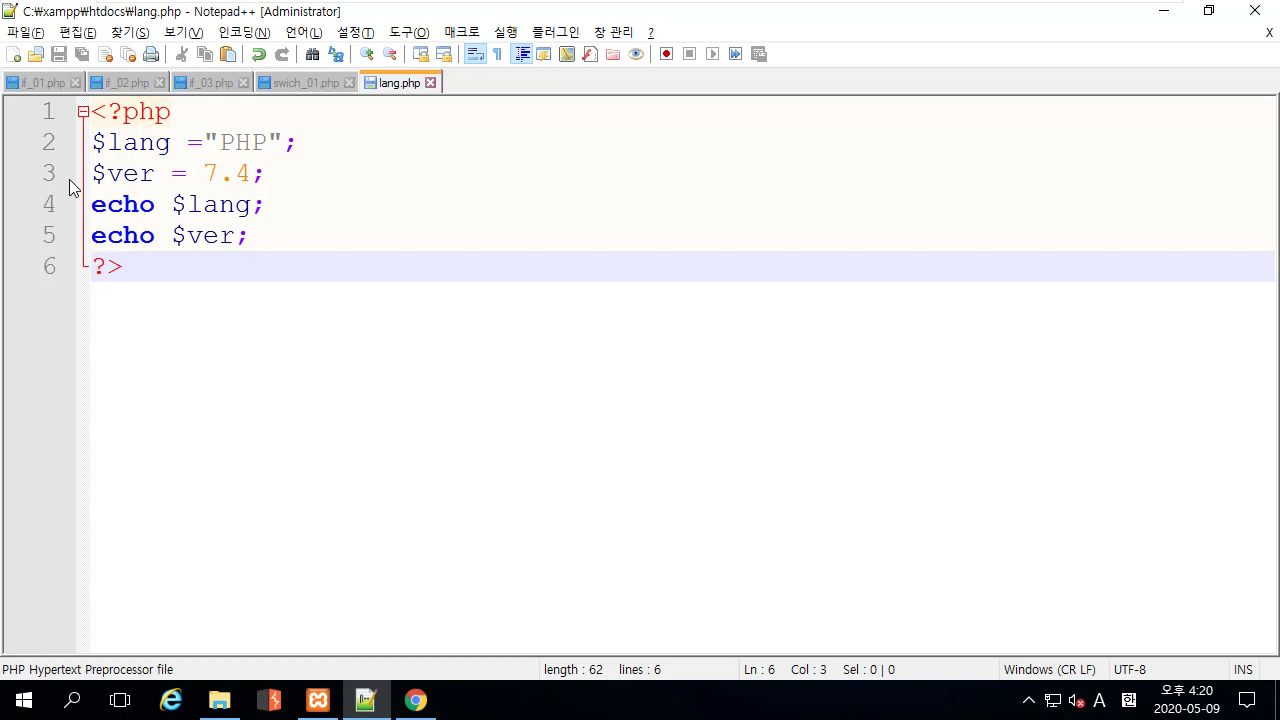 C:₩xampp₩htdocs₩lang.php - Notepad++ [Administrator]
파일(F) 편집(E) 찾기(S) 보기(V) 인코딩(N) 언어(L) 설정(T) 도구(O) 매크로 실행 플러그인 창 관리 ? X
if_01.php if_02.php if_03.php swich_01.php lang.php
1 <?php
2 $lang ="PHP";
3 $ver = 7.4;
4 echo $lang;
5 echo $ver;
6 ?>
PHP Hypertext Preprocessor file length : 62 lines : 6 Ln : 6 Col : 3 Sel : 0 | 0 Windows (CR LF) UTF-8 INS
A 한 오후 4:20
2020-05-09